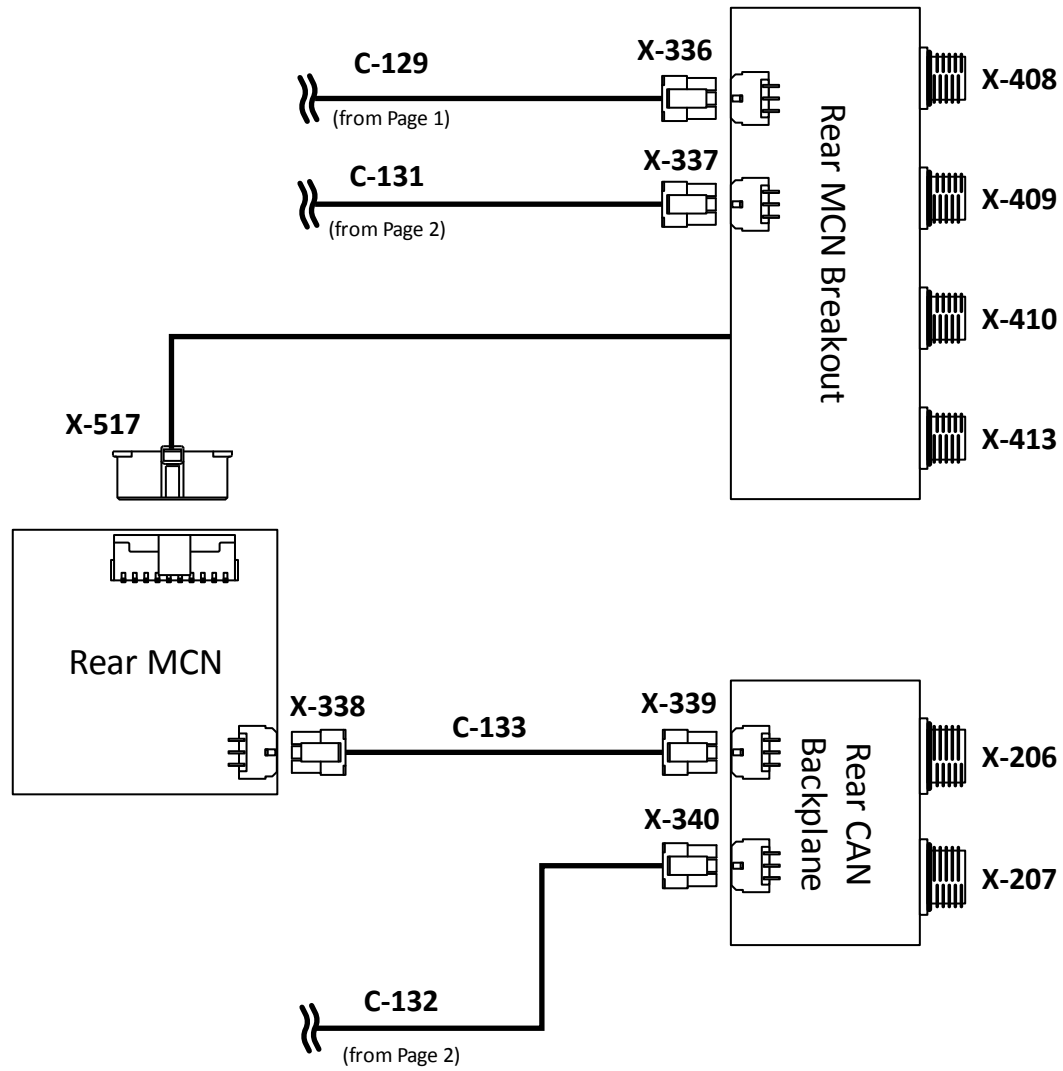 C-129
(from Page 1)
X-336
X-408
C-131
(from Page 2)
X-337
X-409
Rear MCN Breakout
X-410
X-413
X-517
Rear MCN
X-338
C-133
X-339
X-340
Rear CAN
Backplane
X-206
X-207
C-132
(from Page 2)